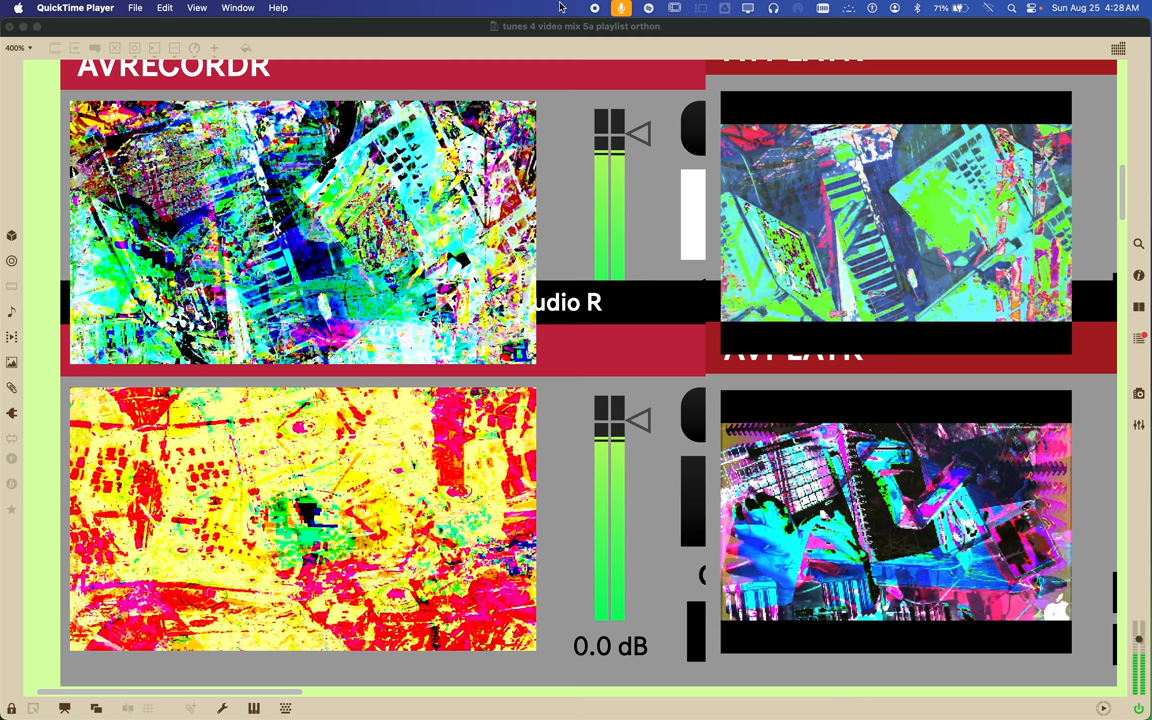 QuickTime Player File Edit View Window Help 71% Sun Aug 25 4:28 AM
tunes 4 video mix 5a playlist orthon
400%
AVRECORDR
udio R
0.0 dB